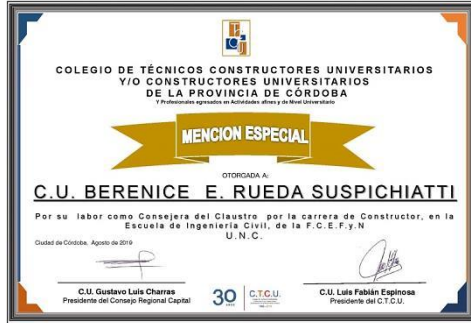 COLEGIO DE TÉCNICOS CONSTRUCTORES UNIVERSITARIOS
Y/O CONSTRUCTORES UNIVERSITARIOS
DE LA PROVINCIA DE CÓRDOBA
Y Profesionales egresados en Actividades afines y de Nivel Universitario
MENCION ESPECIAL
OTORGADA A:
C.U. BERENICE E. RUEDA SUSPICHIATTI
Por su labor como Consejera del Claustro por la carrera de Constructor, en la
Escuela de Ingeniería Civil, de la F.C.E.F.y.N
U.N.C.
Ciudad de Córdoba, Agosto de 2019
C.U. Gustavo Luis Charras
Presidente del Consejo Regional Capital
30
C.T.C.U.
C.U. Luis Fabián Espinosa
Presidente del C.T.C.U.